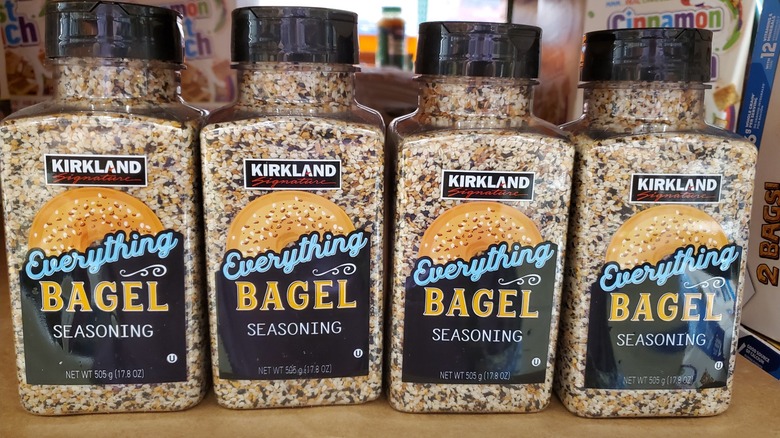 KIRKLAND
Signature
Everything
BAGEL
SEASONING
NET WT 505 g (17.8 OZ)
U
KIRKLAND
Signature
Everything
BAGEL
SEASONING
NET WT 505 g (17.8 OZ)
U
KIRKLAND
Signature
Everything
BAGEL
SEASONING
NET WT 505 g (17.8 OZ)
U
KIRKLAND
Signature
Everything
BAGEL
SEASONING
NET WT 505 g (17.8 OZ)
U
Cinnamon
2 BAGS!